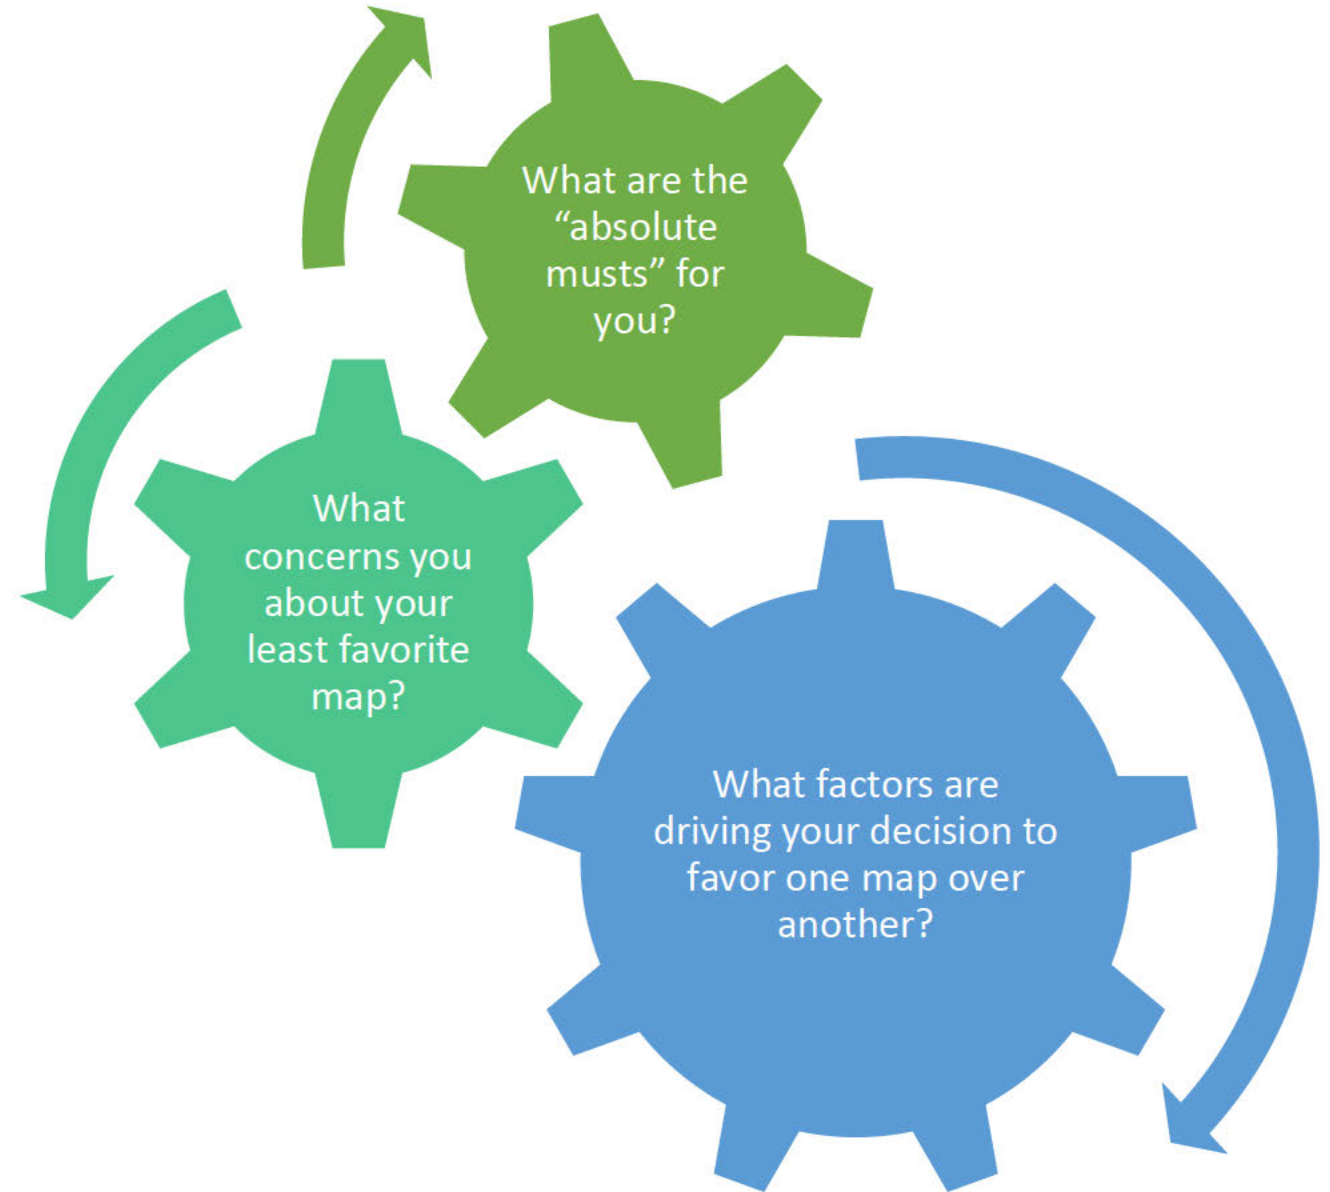 What are the
“absolute
musts” for
you?
What
concerns you
about your
least favorite
map?
What factors are
driving your decision to
favor one map over
another?